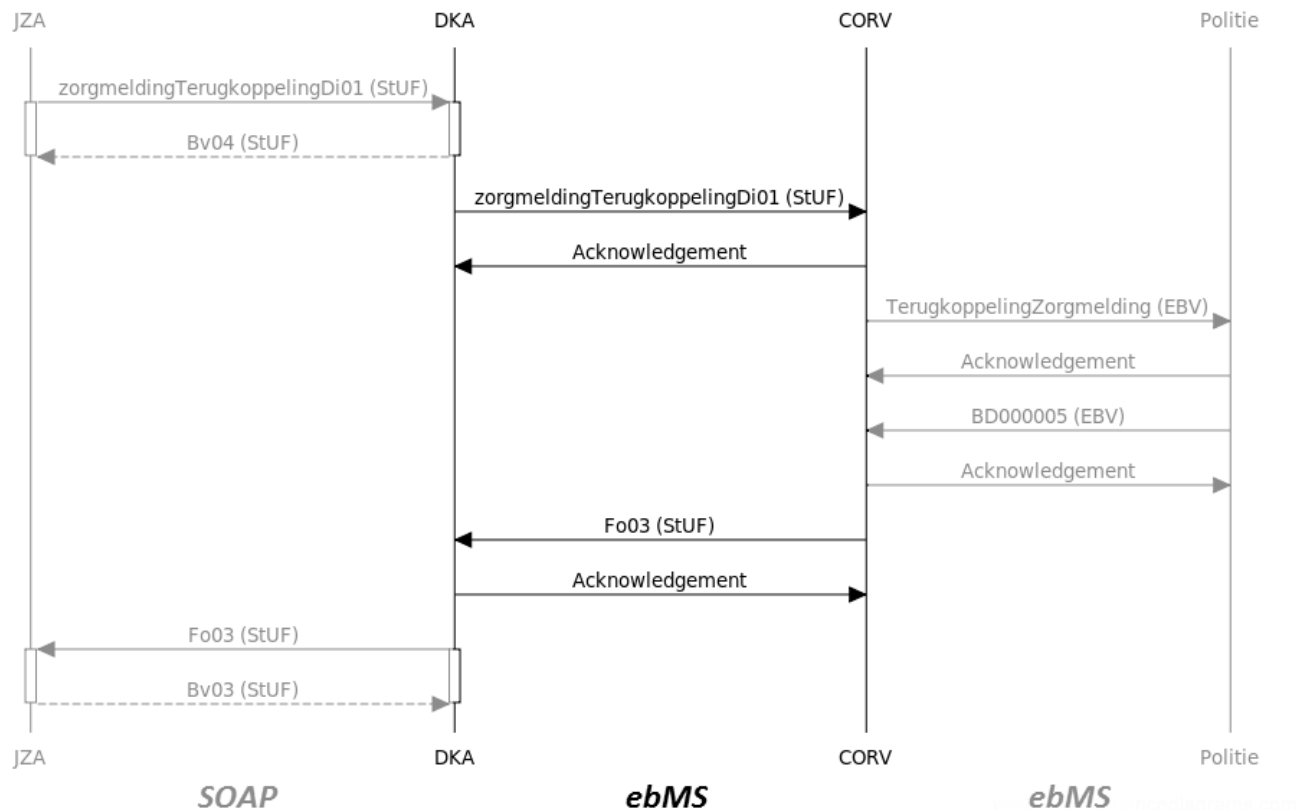 JZA DKA CORV Politie
zorgmeldingTerugkoppelingDi01 (StUF)
Bv04 (StUF)
zorgmeldingTerugkoppelingDi01 (StUF)
Acknowledgement
TerugkoppelingZorgmelding (EBV)
Acknowledgement
BD000005 (EBV)
Acknowledgement
Fo03 (StUF)
Acknowledgement
Fo03 (StUF)
Bv03 (StUF)
JZA DKA CORV Politie
SOAP ebMS ebMS